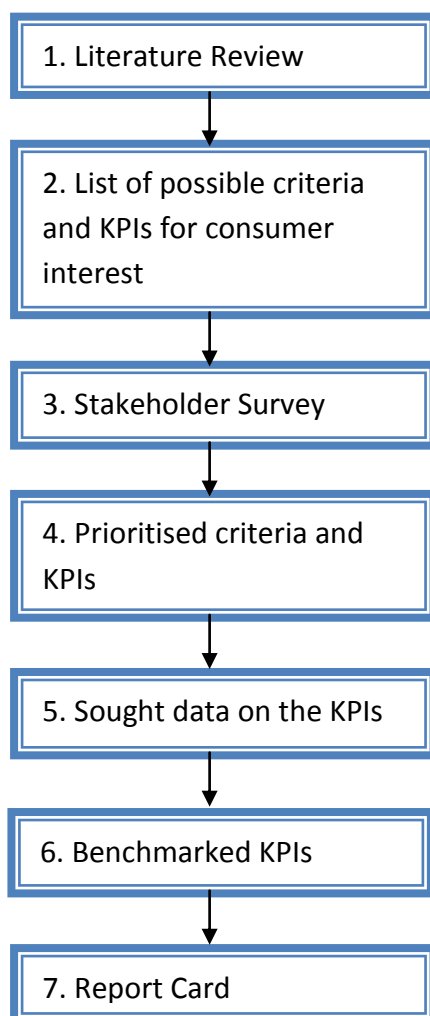 1. Literature Review
2. List of possible criteria
and KPIs for consumer
interest
3. Stakeholder Survey
4. Prioritised criteria and
KPIs
5. Sought data on the KPIs
6. Benchmarked KPIs
7. Report Card